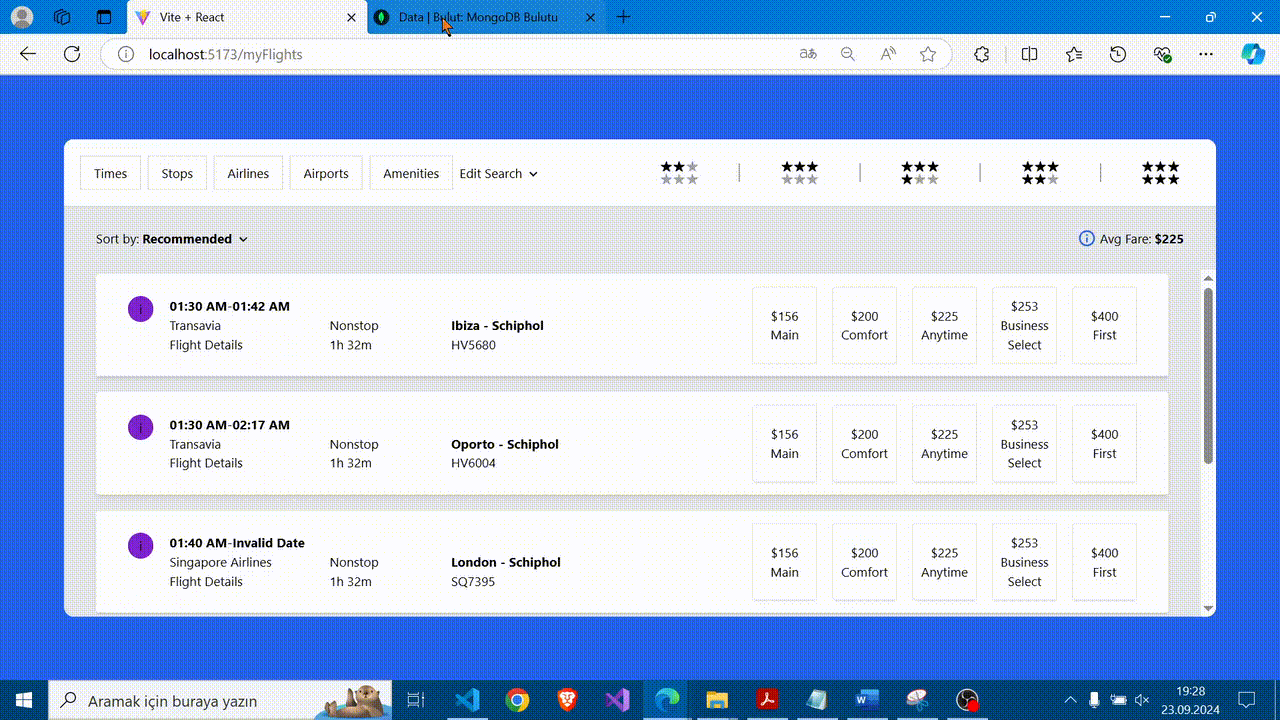 Vite + React
Data | Bulut: MongoDB Bulutu
localhost:5173/myFlights
aあ
Times Stops Airlines Airports Amenities Edit Search
Sort by: Recommended
Avg Fare: $225
01:30 AM-01:42 AM
Transavia Nonstop Ibiza - Schiphol
Flight Details 1h 32m HV5680
$156 Main
$200 Comfort
$225 Anytime
$253 Business Select
$400 First
01:30 AM-02:17 AM
Transavia Nonstop Oporto - Schiphol
Flight Details 1h 32m HV6004
$156 Main
$200 Comfort
$225 Anytime
$253 Business Select
$400 First
01:40 AM-Invalid Date
Singapore Airlines Nonstop London - Schiphol
Flight Details 1h 32m SQ7395
$156 Main
$200 Comfort
$225 Anytime
$253 Business Select
$400 First
Aramak için buraya yazın
19:28
23.09.2024